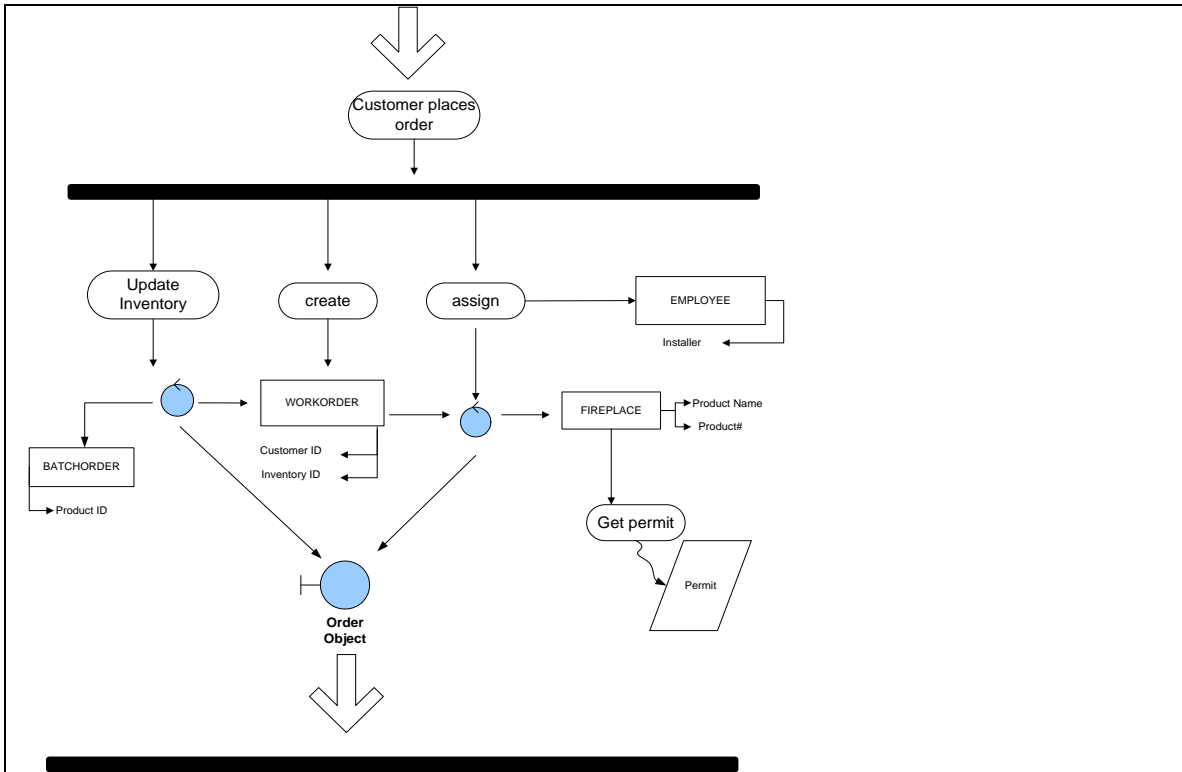 Customer places
order
Update
Inventory
create
assign
EMPLOYEE
Installer
WORKORDER
FIREPLACE
Product Name
Product#
Customer ID
Inventory ID
BATCHORDER
Product ID
Get permit
Permit
Order
Object